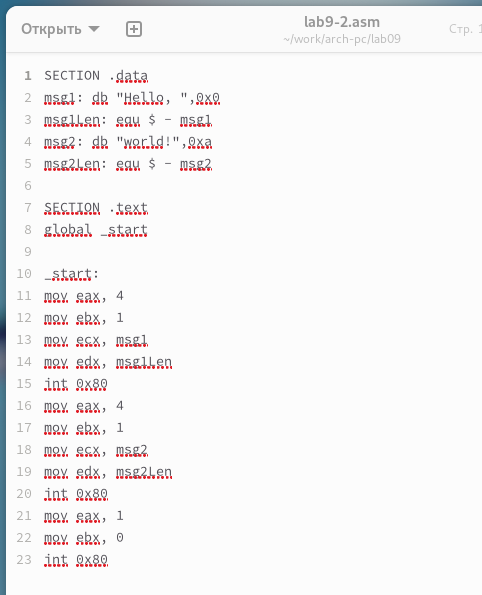 Открыть
lab9-2.asm
~/work/arch-pc/lab09
Стр. 1
1 SECTION .data
2 msg1: db "Hello, ",0x0
3 msg1Len: equ $ - msg1
4 msg2: db "world!",0xa
5 msg2Len: equ $ - msg2
6
7 SECTION .text
8 global _start
9
10 _start:
11 mov eax, 4
12 mov ebx, 1
13 mov ecx, msg1
14 mov edx, msg1Len
15 int 0x80
16 mov eax, 4
17 mov ebx, 1
18 mov ecx, msg2
19 mov edx, msg2Len
20 int 0x80
21 mov eax, 1
22 mov ebx, 0
23 int 0x80